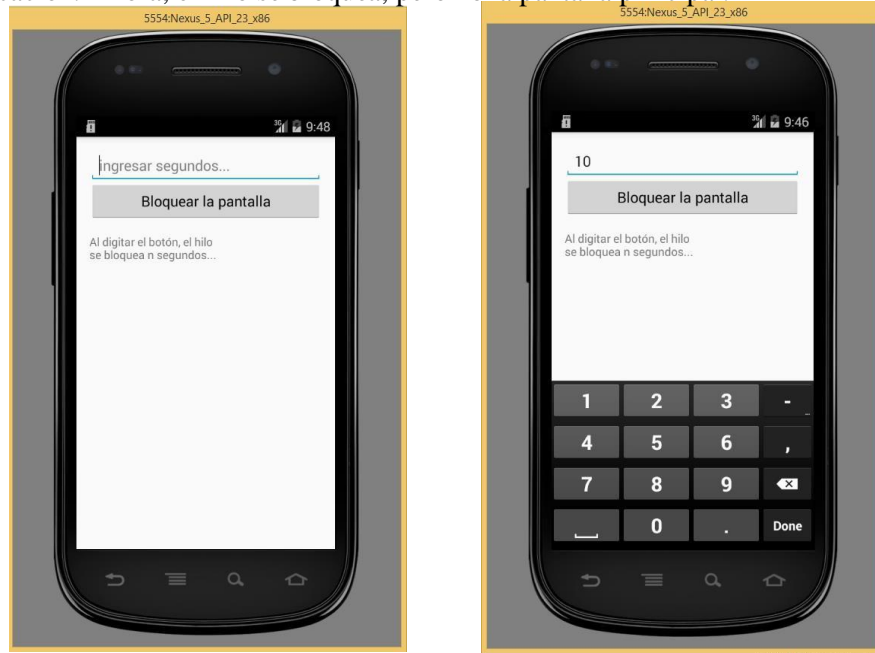 5554:Nexus_5_API_23_x86
3G 9:48
ingresar segundos...
Bloquear la pantalla
Al digitar el botón, el hilo
se bloquea n segundos...
5554:Nexus_5_API_23_x86
3G 9:46
10
Bloquear la pantalla
Al digitar el botón, el hilo
se bloquea n segundos...
1 2 3 - _
4 5 6 ,
7 8 9
0 . Done